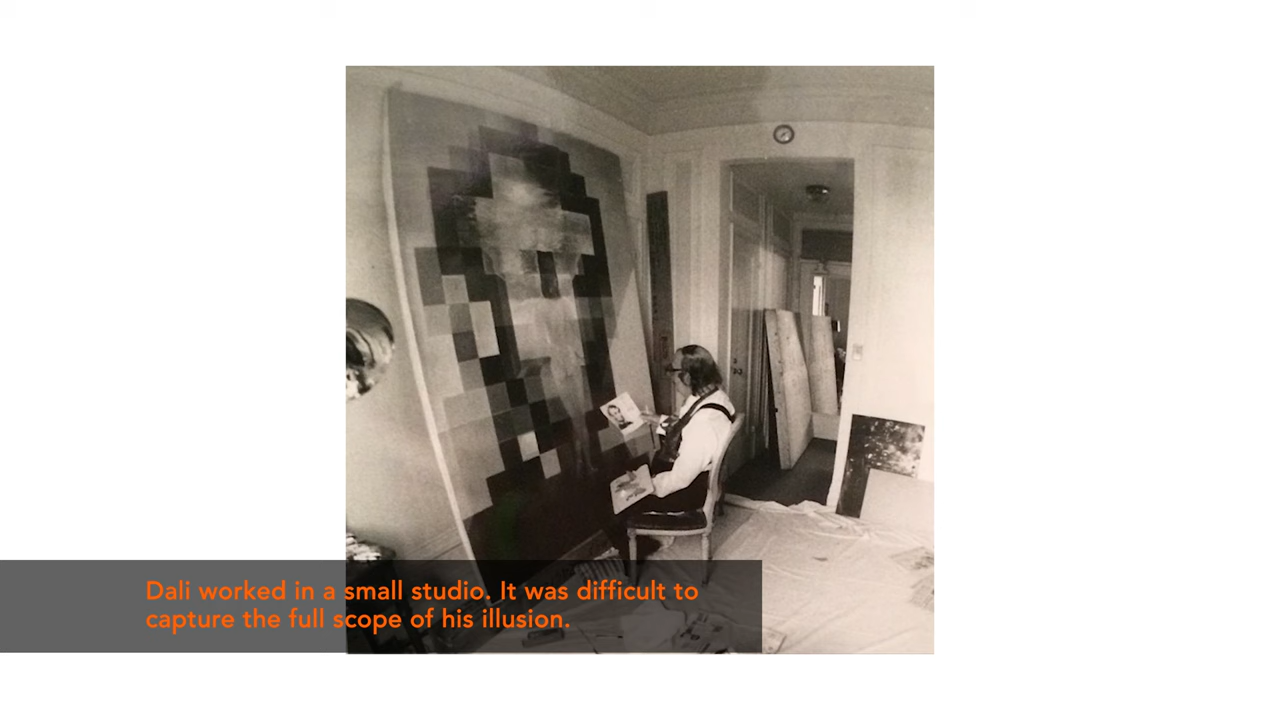 Dali worked in a small studio. It was difficult to
capture the full scope of his illusion.